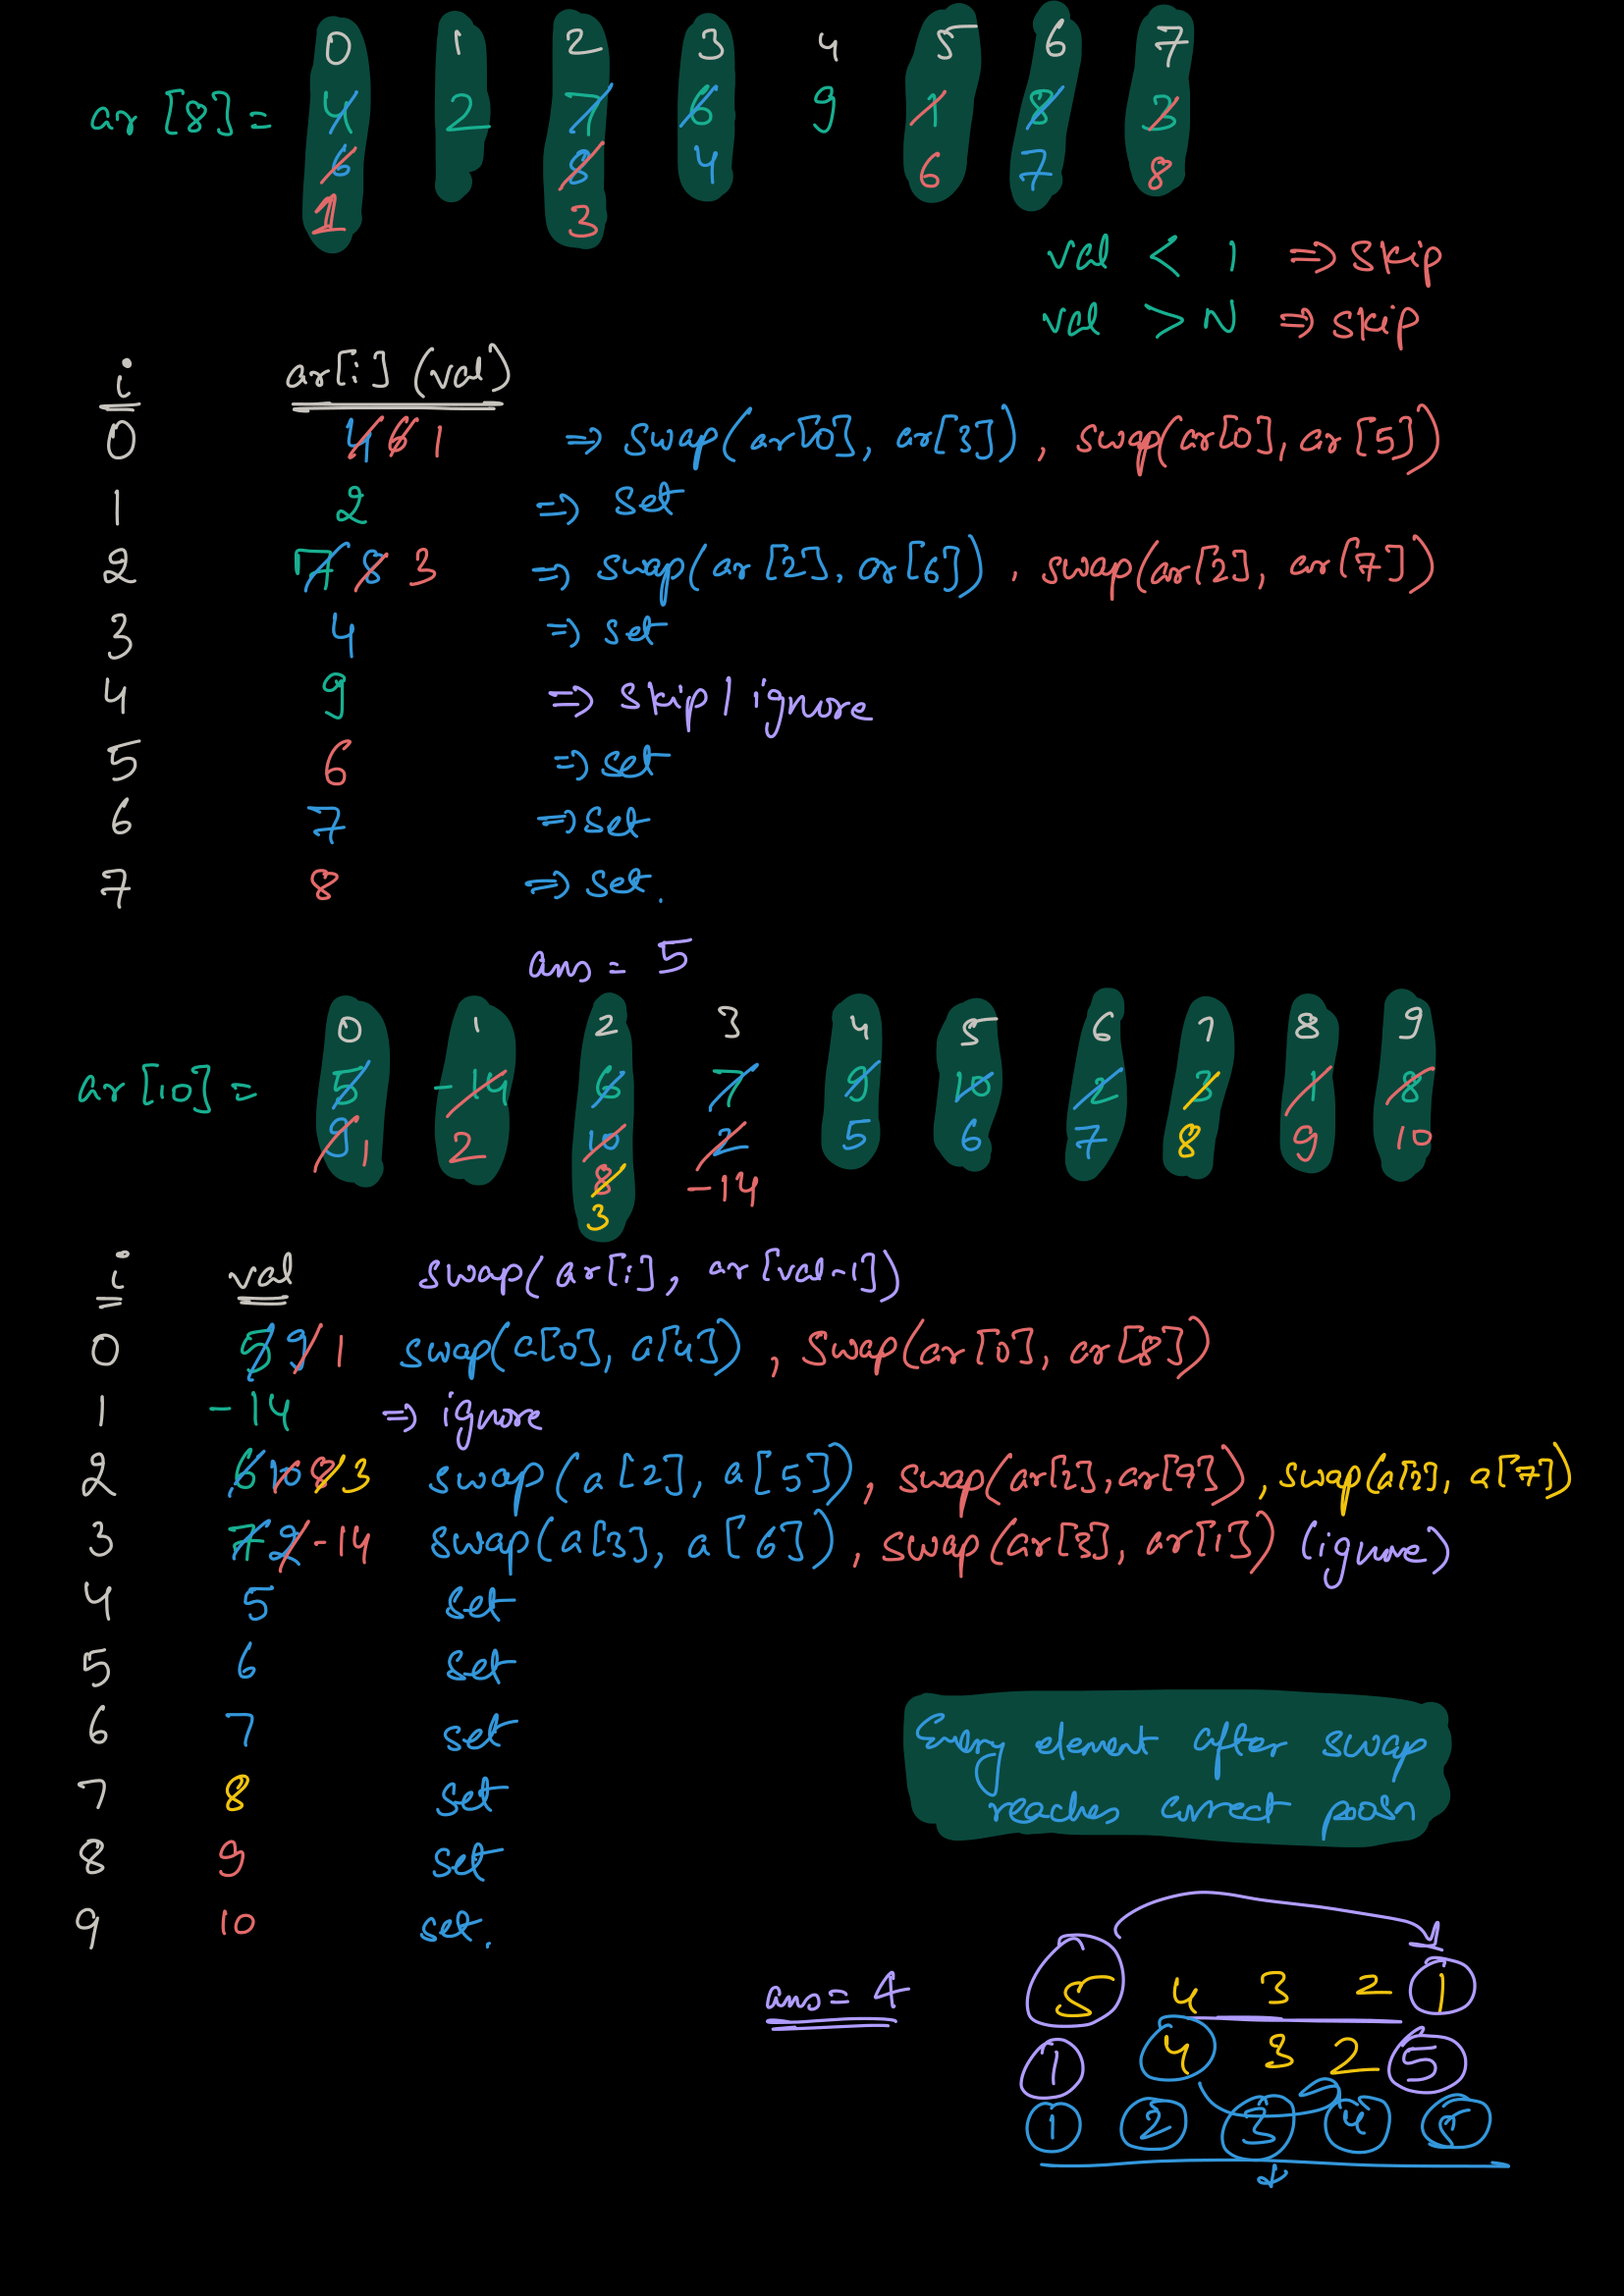 0 1 2 3 4 5 6 7
ar [8] = 4 2 7 6 9 1 8 3
6 8 4 6 7 8
1 3
val < 1 => skip
val > N => skip
i ar[i] (val)
0 4 6 1 => swap(ar[0], ar[3]), swap(ar[0], ar[5])
1 2 => set
2 7 8 3 => swap(ar[2], ar[6]), swap(ar[2], ar[7])
3 4 => set
4 9 => skip / ignore
5 6 => set
6 7 => set
7 8 => set.
ans = 5
0 1 2 3 4 5 6 7 8 9
ar [10] = 5 -14 6 7 9 10 2 3 1 8
9 1 2 10 2 5 6 7 8 9 10
8 -14
3
i val swap(ar[i], ar[val-1])
0 5 9 1 swap(a[0], a[4]), swap(ar[0], ar[8])
1 -14 => ignore
2 6 10 8 3 swap(a[2], a[5]), swap(ar[2], ar[9]), swap(a[2], a[7])
3 7 2 -14 swap(a[3], a[6]), swap(ar[3], ar[1]) (ignore)
4 5 set
5 6 set
6 7 set
7 8 set
8 9 set
9 10 set.
Every element after swap
reaches correct posn
ans = 4
5 4 3 2 1
1 4 3 2 5
1 2 3 4 5